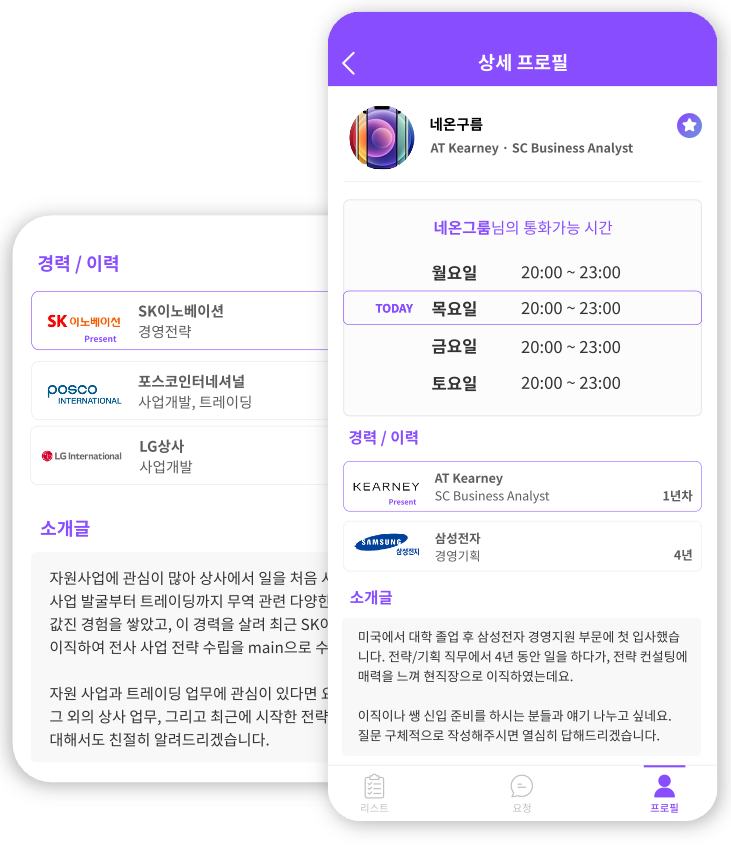 경력 / 이력
SK이노베이션
Present
SK이노베이션
경영전략
posco
INTERNATIONAL
포스코인터네셔널
사업개발, 트레이딩
LG International
LG상사
사업개발
소개글
자원사업에 관심이 많아 상사에서 일을 처음
사업 발굴부터 트레이딩까지 무역 관련 다양한
값진 경험을 쌓았고, 이 경력을 살려 최근 SK이
이직하여 전사 사업 전략 수립을 main으로 수
자원 사업과 트레이딩 업무에 관심이 있다면
그 외의 상사 업무, 그리고 최근에 시작한 전략
대해서도 친절히 알려드리겠습니다.
상세 프로필
네온구름
AT Kearney · SC Business Analyst
네온그룹님의 통화가능 시간
월요일 20:00 ~ 23:00
TODAY 목요일 20:00 ~ 23:00
금요일 20:00 ~ 23:00
토요일 20:00 ~ 23:00
경력 / 이력
KEARNEY
Present
AT Kearney
SC Business Analyst
1년차
SAMSUNG
삼성전자
삼성전자
경영기획
4년
소개글
미국에서 대학 졸업 후 삼성전자 경영지원 부문에 첫 입사했습
니다. 전략/기획 직무에서 4년 동안 일을 하다가, 전략 컨설팅에
매력을 느껴 현직장으로 이직하였는데요.
이직이나 쌩 신입 준비를 하시는 분들과 얘기 나누고 싶네요.
질문 구체적으로 작성해주시면 열심히 답해드리겠습니다.
리스트
요청
프로필